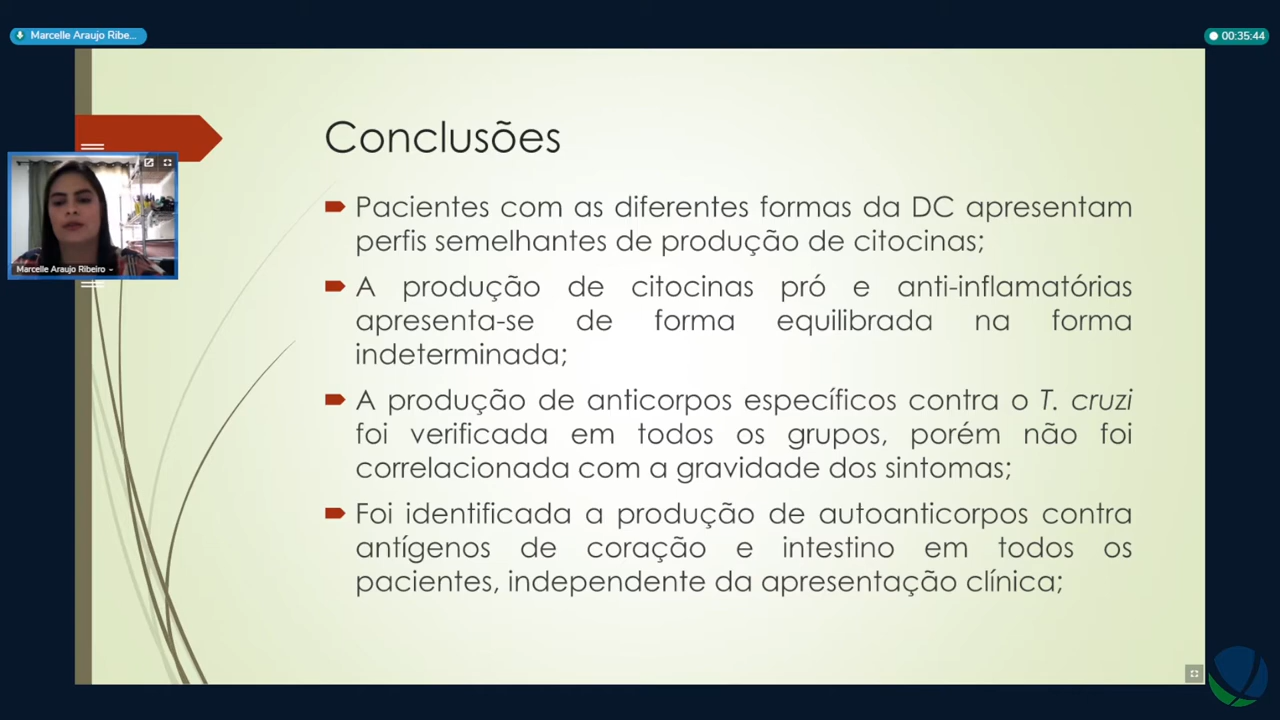 Marcelle Araujo Ribe...
00:35:44
Conclusões
Marcelle Araujo Ribeiro
Pacientes com as diferentes formas da DC apresentam
perfis semelhantes de produção de citocinas;
A produção de citocinas pró e anti-inflamatórias
apresenta-se de forma equilibrada na forma
indeterminada;
A produção de anticorpos específicos contra o T. cruzi
foi verificada em todos os grupos, porém não foi
correlacionada com a gravidade dos sintomas;
Foi identificada a produção de autoanticorpos contra
antígenos de coração e intestino em todos os
pacientes, independente da apresentação clínica;